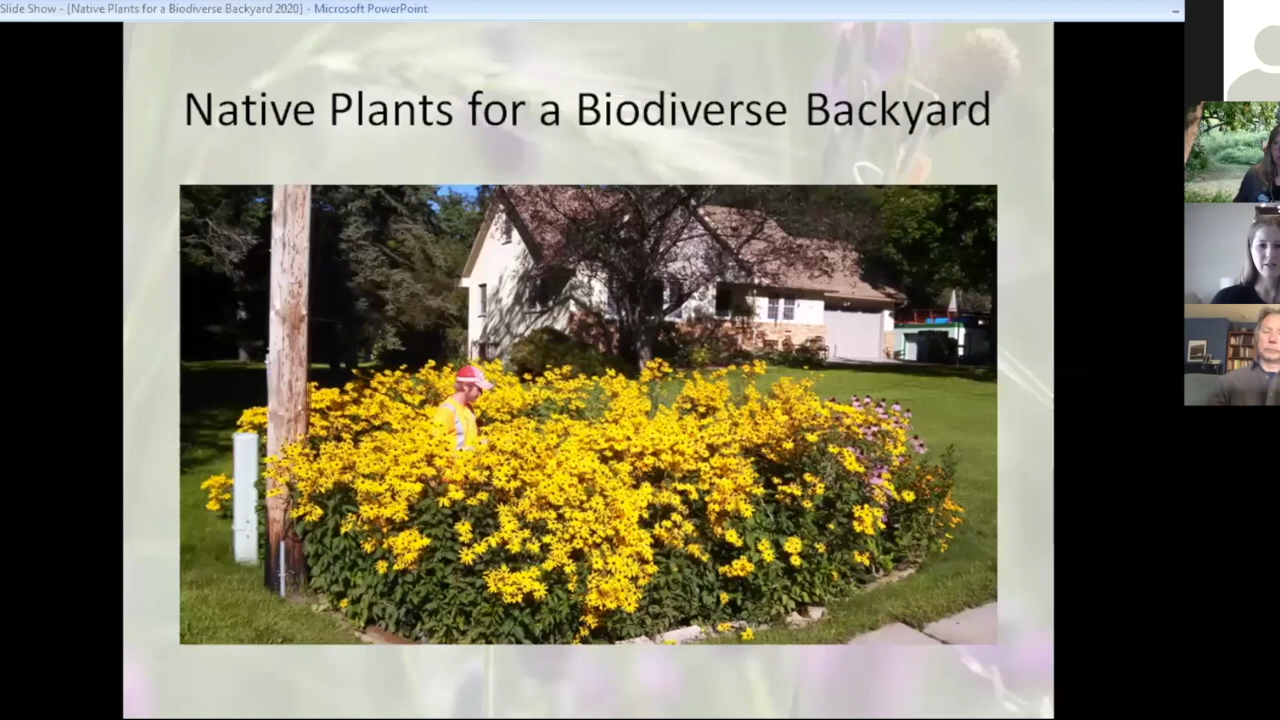 Slide Show - [Native Plants for a Biodiverse Backyard 2020] - Microsoft PowerPoint
Native Plants for a Biodiverse Backyard